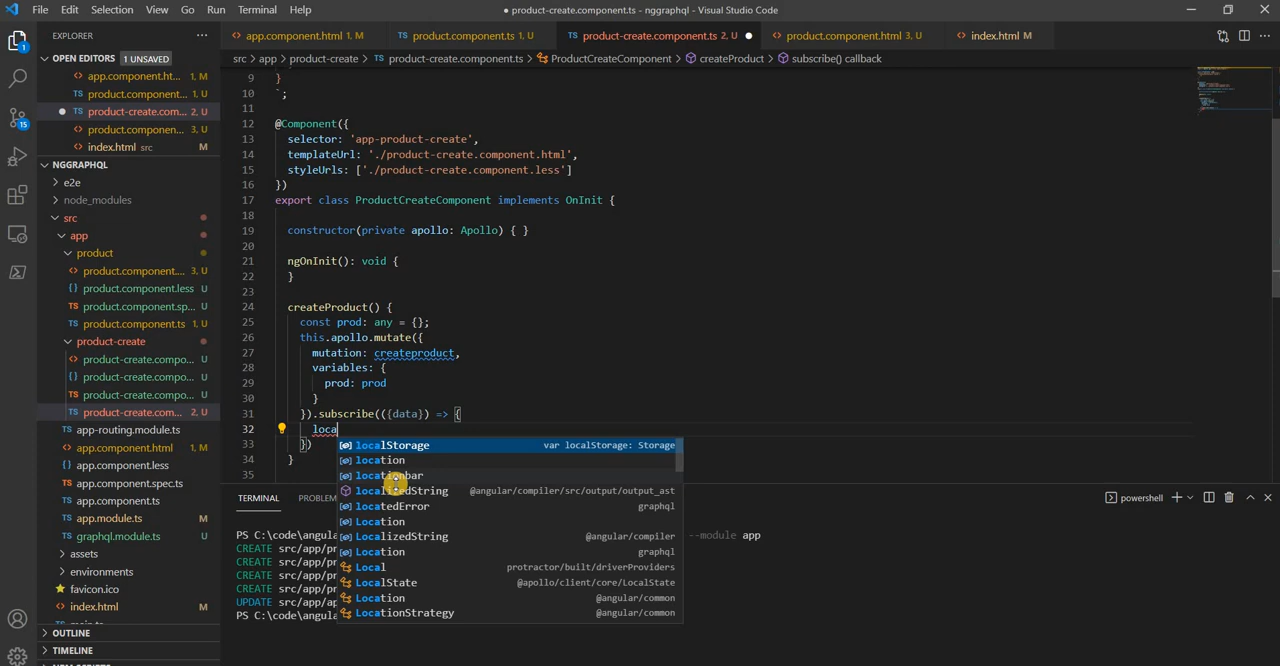 File Edit Selection View Go Run Terminal Help
● product-create.component.ts - nggraphql - Visual Studio Code
EXPLORER ...
app.component.html 1, M product.component.ts 1, U product-create.component.ts 2, U product.component.html 3, U index.html M
src > app > product-create > product-create.component.ts > ProductCreateComponent > createProduct > subscribe() callback
OPEN EDITORS 1 UNSAVED
app.component.ht... 1, M
product.componen... 1, U
product-create.com... 2, U
product.componen... 3, U
index.html src M
NGGRAPHQL
e2e
node_modules
src
app
product
product.component.... 3, U
product.component.less U
product.component.sp... U
product.component.ts 1, U
product-create
product-create.compo... U
product-create.compo... U
product-create.compo... U
product-create.com... 2, U
app-routing.module.ts
app.component.html 1, M
app.component.less
app.component.spec.ts
app.component.ts
app.module.ts M
graphql.module.ts U
assets
environments
favicon.ico
index.html M
OUTLINE
TIMELINE
NPM SCRIPTS
1
15
9 }
10 `;
11
12 @Component({
13 selector: 'app-product-create',
14 templateUrl: './product-create.component.html',
15 styleUrls: ['./product-create.component.less']
16 })
17 export class ProductCreateComponent implements OnInit {
18
19 constructor(private apollo: Apollo) { }
20
21 ngOnInit(): void {
22 }
23
24 createProduct() {
25 const prod: any = {};
26 this.apollo.mutate({
27 mutation: createproduct,
28 variables: {
29 prod: prod
30 }
31 }).subscribe(({data}) => {
32 loca
33 })
34 }
35
localStorage var localStorage: Storage
location
locationbar
localizedString @angular/compiler/src/output/output_ast
locatedError graphql
Location
LocalizedString @angular/compiler
Location graphql
Local protractor/built/driverProviders
LocalState @apollo/client/core/LocalState
Location @angular/common
LocationStrategy @angular/common
TERMINAL PROBLEM
powershell
PS C:\code\angula --module app
CREATE src/app/pr
CREATE src/app/pr
CREATE src/app/pr
CREATE src/app/pr
UPDATE src/app/ap
PS C:\code\angula